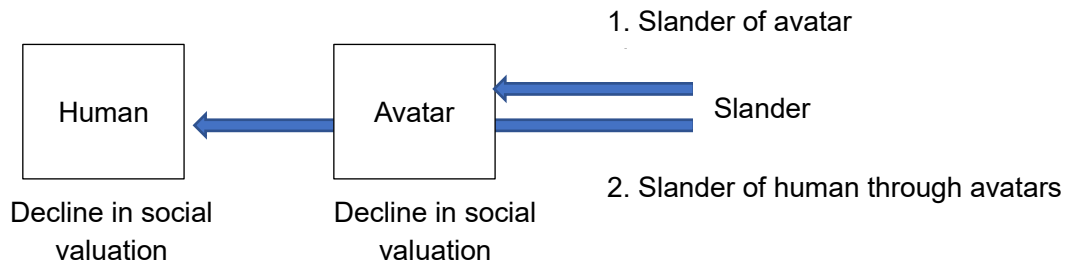 1. Slander of avatar
Human
Avatar
Slander
2. Slander of human through avatars
Decline in social
valuation
Decline in social
valuation